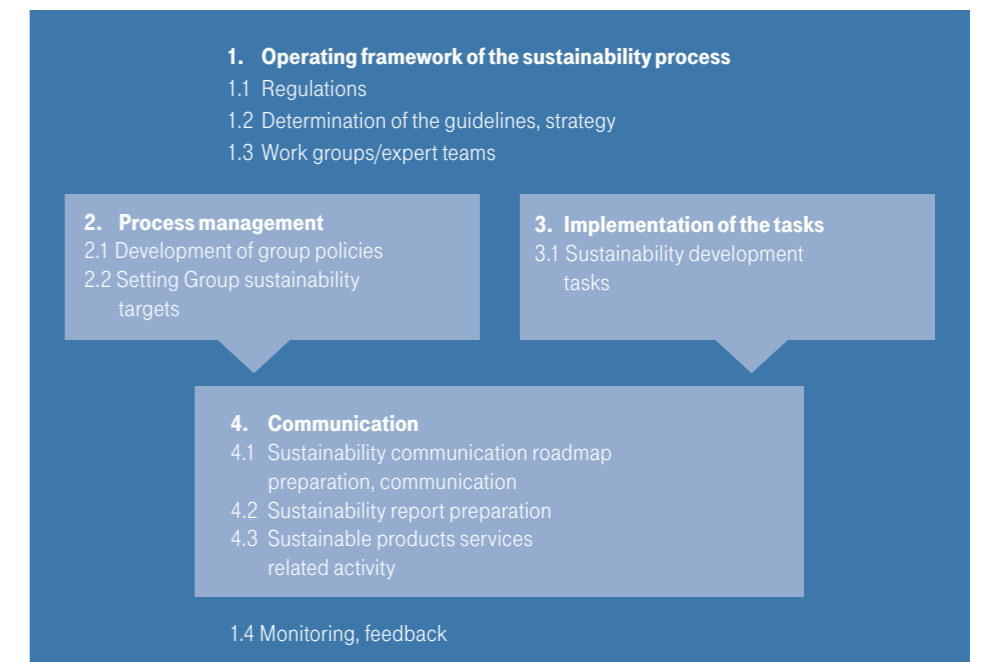 1. Operating framework of the sustainability process
1.1 Regulations
1.2 Determination of the guidelines, strategy
1.3 Work groups/expert teams
2. Process management
2.1 Development of group policies
2.2 Setting Group sustainability
targets
3. Implementation of the tasks
3.1 Sustainability development
tasks
4. Communication
4.1 Sustainability communication roadmap
preparation, communication
4.2 Sustainability report preparation
4.3 Sustainable products services
related activity
1.4 Monitoring, feedback